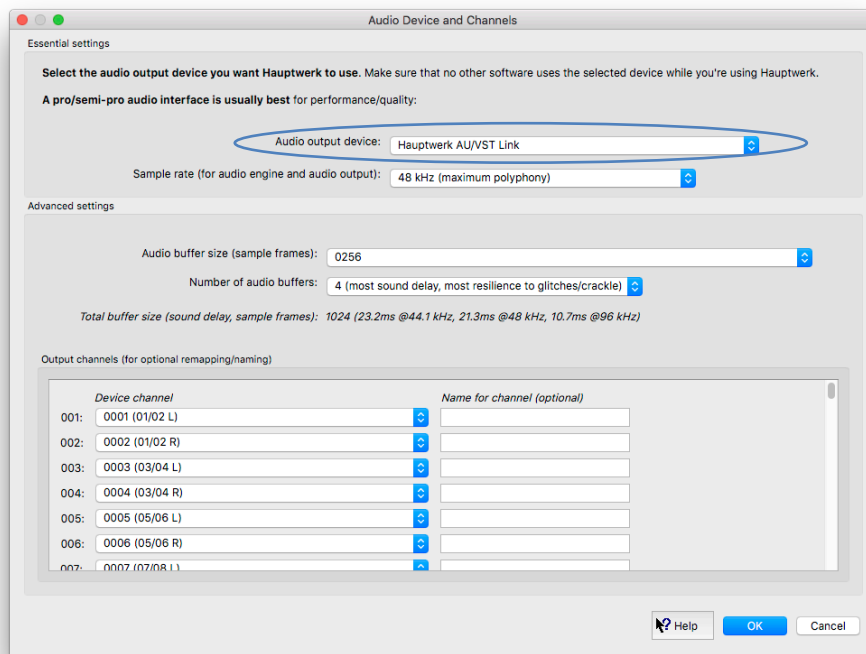 Audio Device and Channels
Essential settings
Select the audio output device you want Hauptwerk to use. Make sure that no other software uses the selected device while you're using Hauptwerk.
A pro/semi-pro audio interface is usually best for performance/quality:
Audio output device: Hauptwerk AU/VST Link
Sample rate (for audio engine and audio output): 48 kHz (maximum polyphony)
Advanced settings
Audio buffer size (sample frames): 0256
Number of audio buffers: 4 (most sound delay, most resilience to glitches/crackle)
Total buffer size (sound delay, sample frames): 1024 (23.2ms @44.1 kHz, 21.3ms @48 kHz, 10.7ms @96 kHz)
Output channels (for optional remapping/naming)
Device channel Name for channel (optional)
001: 0001 (01/02 L)
002: 0002 (01/02 R)
003: 0003 (03/04 L)
004: 0004 (03/04 R)
005: 0005 (05/06 L)
006: 0006 (05/06 R)
007: 0007 (07/08 L)
Help OK Cancel